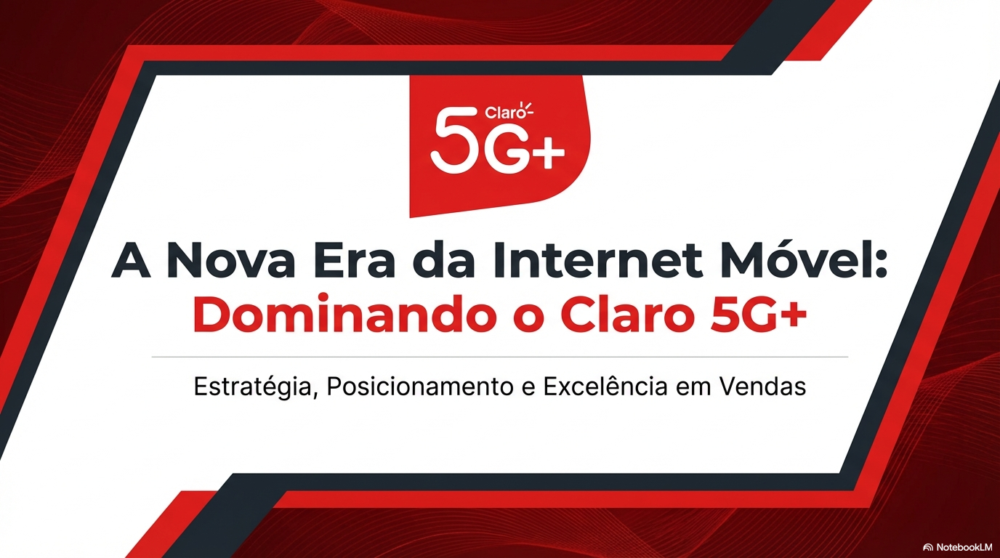 Claro
5G+
A Nova Era da Internet Móvel:
Dominando o Claro 5G+
Estratégia, Posicionamento e Excelência em Vendas
NotebookLM